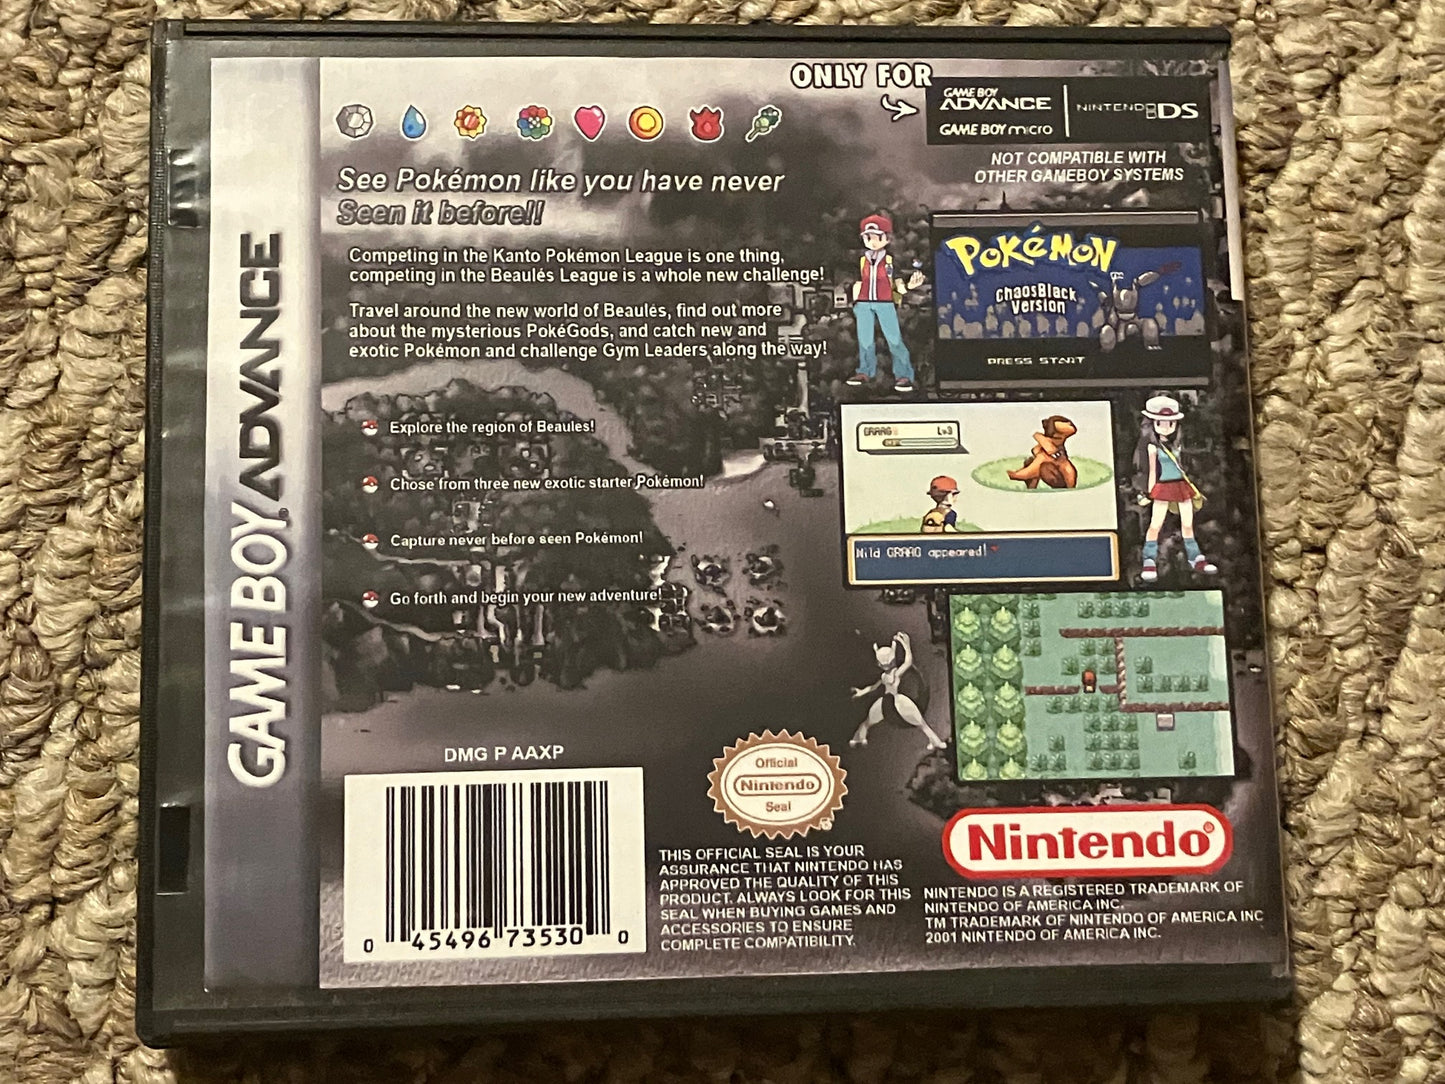 GAME BOY ADVANCE
ONLY FOR
GAME BOY
ADVANCE
GAME BOY micro
NINTENDO DS
NOT COMPATIBLE WITH
OTHER GAMEBOY SYSTEMS
See Pokémon like you have never
Seen it before!!
Competing in the Kanto Pokémon League is one thing,
competing in the Beaulés League is a whole new challenge!
Travel around the new world of Beaulés, find out more
about the mysterious PokéGods, and catch new and
exotic Pokémon and challenge Gym Leaders along the way!
Explore the region of Beaules!
Chose from three new exotic starter Pokémon!
Capture never before seen Pokémon!
Go forth and begin your new adventure!
POKéMON
ChaosBlack
Version
PRESS START
GRARG Lv3
Wild GRARG appeared!
DMG P AAXP
0 45496 73530 0
Official
Nintendo
Seal
®
THIS OFFICIAL SEAL IS YOUR
ASSURANCE THAT NINTENDO HAS
APPROVED THE QUALITY OF THIS
PRODUCT. ALWAYS LOOK FOR THIS
SEAL WHEN BUYING GAMES AND
ACCESSORIES TO ENSURE
COMPLETE COMPATIBILITY.
Nintendo®
NINTENDO IS A REGISTERED TRADEMARK OF
NINTENDO OF AMERICA INC.
TM TRADEMARK OF NINTENDO OF AMERICA INC
2001 NINTENDO OF AMERICA INC.